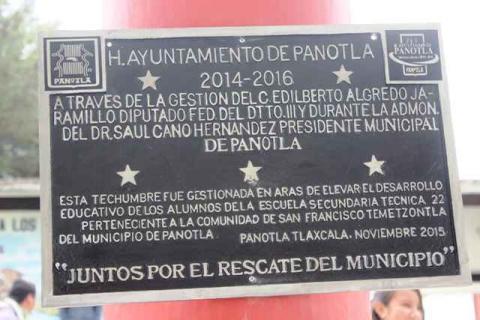 PANOTLA
H. AYUNTAMIENTO DE PANOTLA
2014-2016
PANOTLA
A TRAVES DE LA GESTION DEL C. EDILBERTO ALGREDO JA-
RAMILLO DIPUTADO FED. DEL DTTO. III Y DURANTE LA ADMON.
DEL DR. SAUL CANO HERNANDEZ PRESIDENTE MUNICIPAL
DE PANOTLA
ESTA TECHUMBRE FUE GESTIONADA EN ARAS DE ELEVAR EL DESARROLLO
EDUCATIVO DE LOS ALUMNOS DE LA ESCUELA SECUNDARIA TECNICA 22
PERTENECIENTE A LA COMUNIDAD DE SAN FRANCISCO TEMETZONTLA
DEL MUNICIPIO DE PANOTLA PANOTLA TLAXCALA. NOVIEMBRE 2015
"JUNTOS POR EL RESCATE DEL MUNICIPIO"